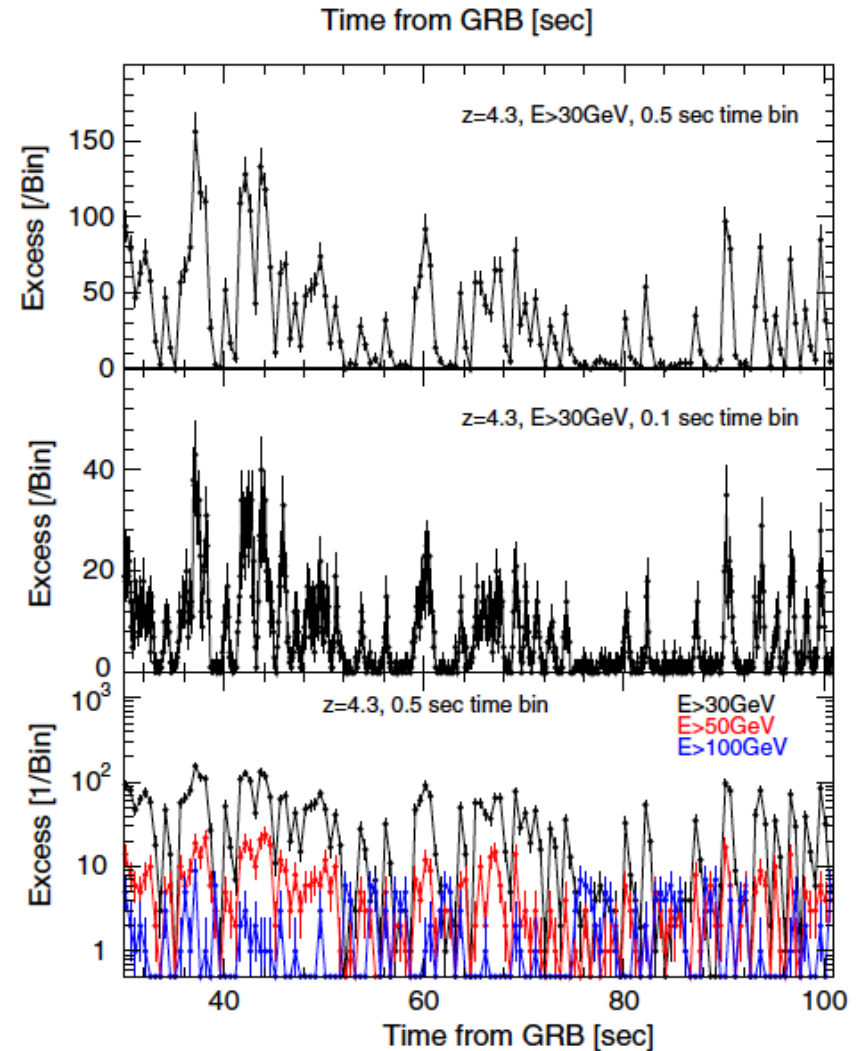 Time from GRB [sec]
z=4.3, E>30GeV, 0.5 sec time bin
Excess [/Bin]
150
100
50
0
z=4.3, E>30GeV, 0.1 sec time bin
Excess [/Bin]
40
20
0
z=4.3, 0.5 sec time bin
E>30GeV
E>50GeV
E>100GeV
Excess [1/Bin]
10³
10²
10
1
40 60 80 100
Time from GRB [sec]